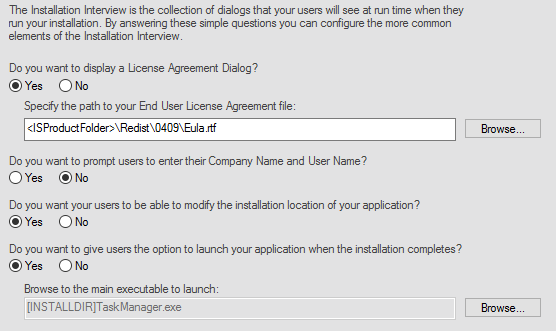 The Installation Interview is the collection of dialogs that your users will see at run time when they
run your installation. By answering these simple questions you can configure the more common
elements of the Installation Interview.
Do you want to display a License Agreement Dialog?
Yes No
Specify the path to your End User License Agreement file:
<ISProductFolder>\Redist\0409\Eula.rtf Browse...
Do you want to prompt users to enter their Company Name and User Name?
Yes No
Do you want your users to be able to modify the installation location of your application?
Yes No
Do you want to give users the option to launch your application when the installation completes?
Yes No
Browse to the main executable to launch:
[INSTALLDIR]TaskManager.exe Browse...